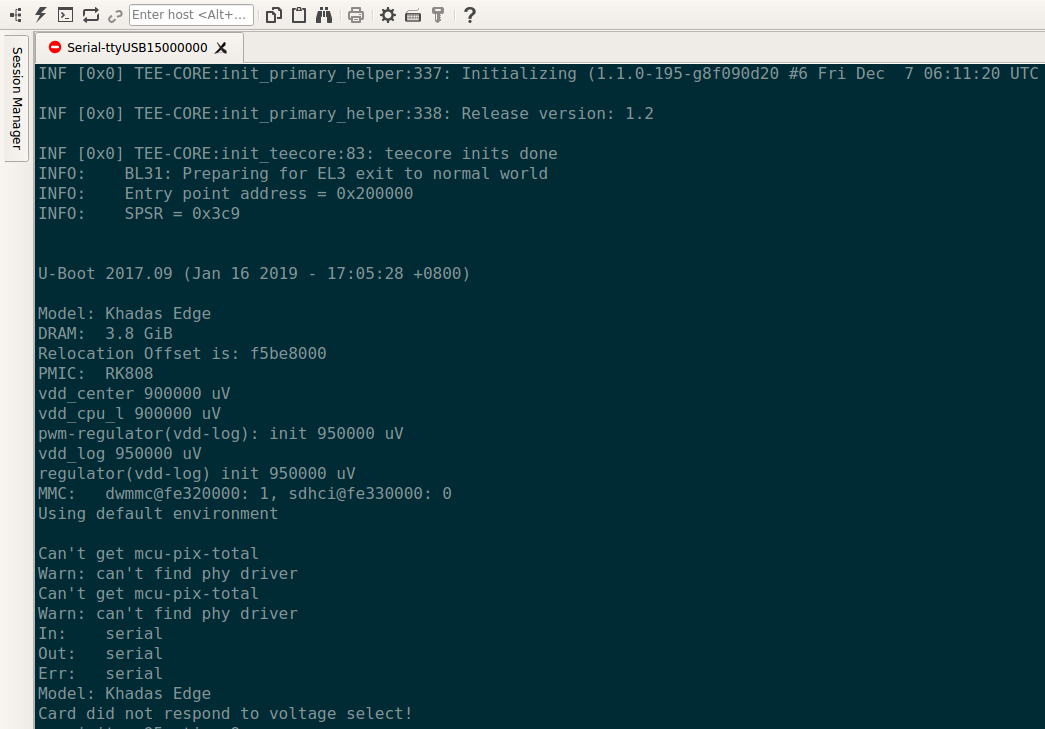 Enter host <Alt+...
Session Manager
Serial-ttyUSB15000000
INF [0x0] TEE-CORE:init_primary_helper:337: Initializing (1.1.0-195-g8f090d20 #6 Fri Dec  7 06:11:20 UTC
INF [0x0] TEE-CORE:init_primary_helper:338: Release version: 1.2
INF [0x0] TEE-CORE:init_teecore:83: teecore inits done
INFO:    BL31: Preparing for EL3 exit to normal world
INFO:    Entry point address = 0x200000
INFO:    SPSR = 0x3c9
U-Boot 2017.09 (Jan 16 2019 - 17:05:28 +0800)
Model: Khadas Edge
DRAM:  3.8 GiB
Relocation Offset is: f5be8000
PMIC:  RK808
vdd_center 900000 uV
vdd_cpu_l 900000 uV
pwm-regulator(vdd-log): init 950000 uV
vdd_log 950000 uV
regulator(vdd-log) init 950000 uV
MMC:   dwmmc@fe320000: 1, sdhci@fe330000: 0
Using default environment
Can't get mcu-pix-total
Warn: can't find phy driver
Can't get mcu-pix-total
Warn: can't find phy driver
In:    serial
Out:   serial
Err:   serial
Model: Khadas Edge
Card did not respond to voltage select!